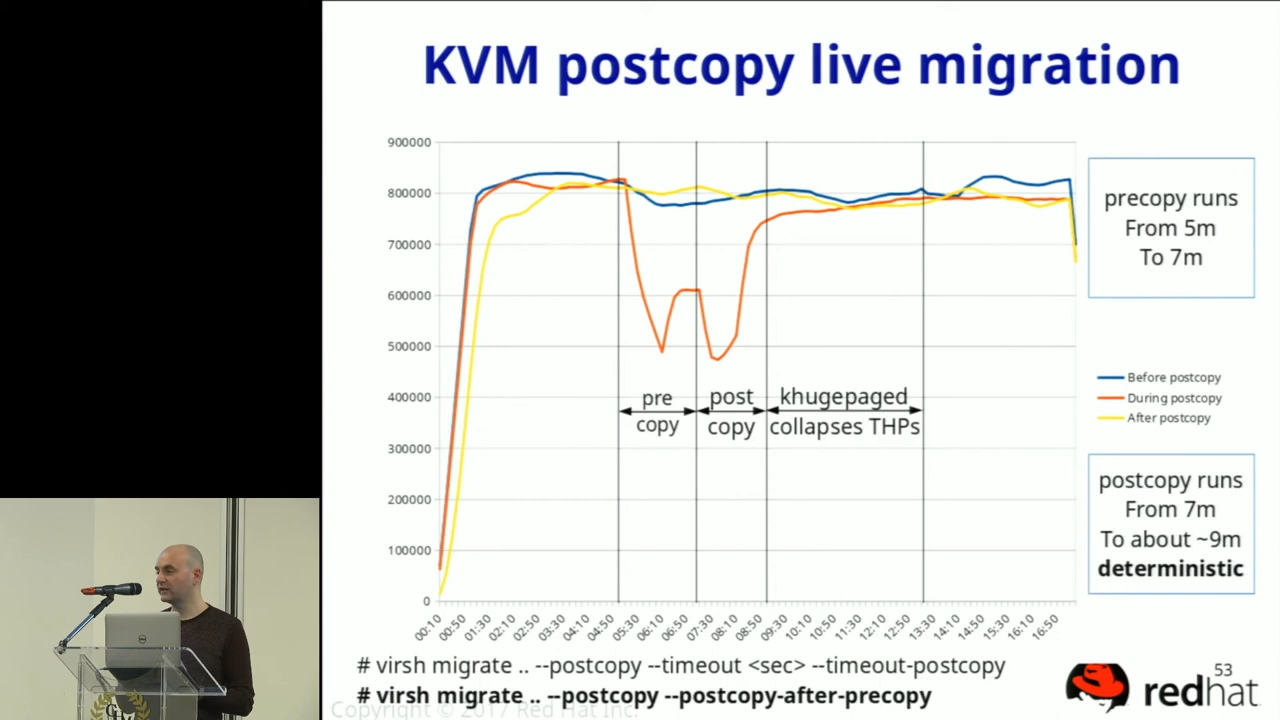 KVM postcopy live migration
900000
800000
700000
600000
500000
400000
300000
200000
100000
0
pre
copy
post
copy
khugepaged
collapses THPs
00:10
00:50
01:30
02:10
02:50
03:30
04:10
04:50
05:30
06:10
06:50
07:30
08:10
08:50
09:30
10:10
10:50
11:30
12:10
12:50
13:30
14:10
14:50
15:30
16:10
16:50
precopy runs
From 5m
To 7m
Before postcopy
During postcopy
After postcopy
postcopy runs
From 7m
To about ~9m
deterministic
# virsh migrate .. --postcopy --timeout <sec> --timeout-postcopy
# virsh migrate .. --postcopy --postcopy-after-precopy
Copyright © 2017 Red Hat Inc.
53
redhat